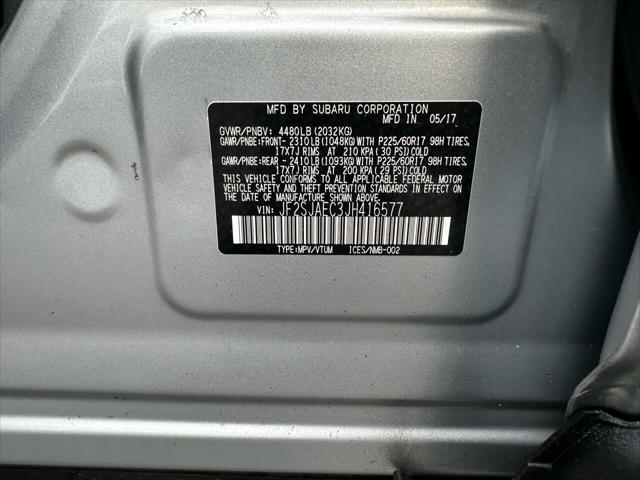 MFD BY SUBARU CORPORATION
MFD IN 05/17
GVWR/PNBV: 4480LB(2032KG)
GAWR/PNBE:FRONT- 2310LB(1048KG)WITH P225/60R17 98H TIRES,
17X7J RIMS AT 210 KPA(30 PSI)COLD
GAWR/PNBE:REAR - 2410LB(1093KG)WITH P225/60R17 98H TIRES,
17X7J RIMS AT 200 KPA(29 PSI)COLD
THIS VEHICLE CONFORMS TO ALL APPLICABLE FEDERAL MOTOR
VEHICLE SAFETY AND THEFT PREVENTION STANDARDS IN EFFECT
ON THE DATE OF MANUFACTURE SHOWN ABOVE.
VIN: JF2SJAEC3JH416577
TYPE:MPV/VTUM ICES/NMB-002